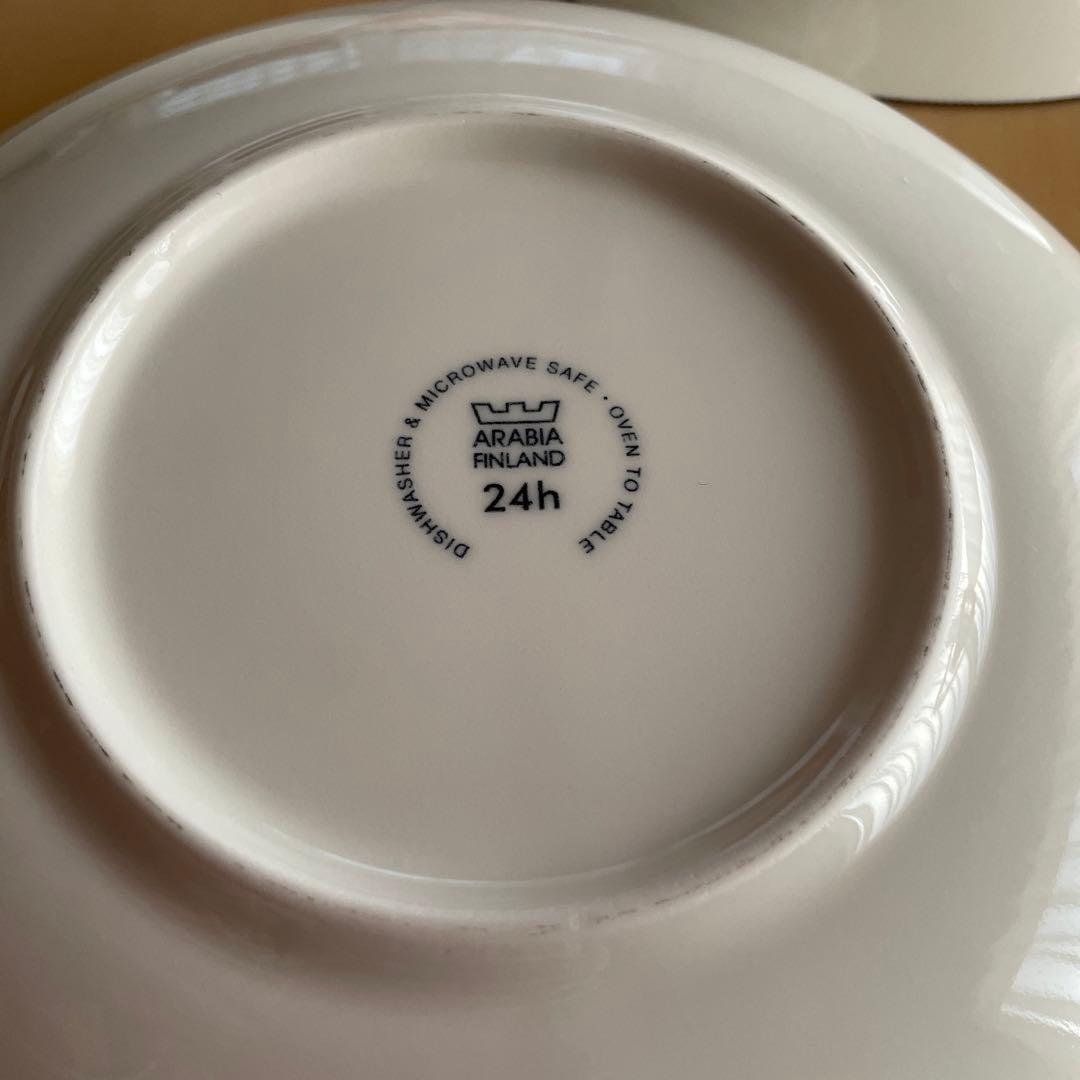 DISHWASHER & MICROWAVE SAFE · OVEN TO TABLE
ARABIA
FINLAND
24h